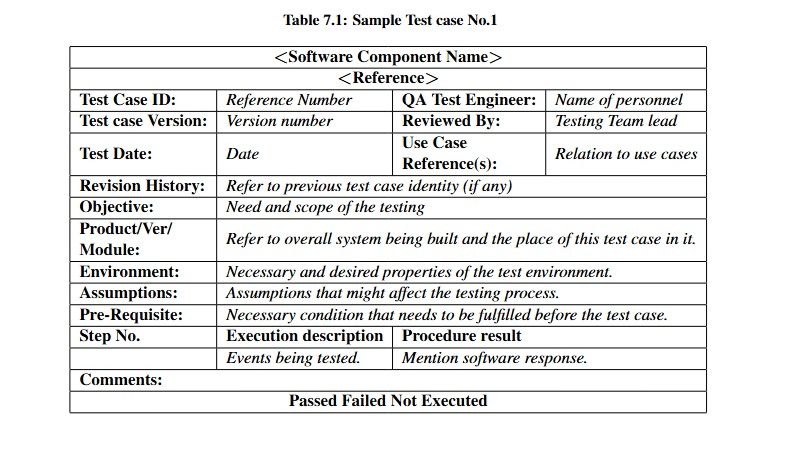 Table 7.1: Sample Test case No.1
<Software Component Name>
<Reference>
Test Case ID: Reference Number QA Test Engineer: Name of personnel
Test case Version: Version number Reviewed By: Testing Team lead
Test Date: Date Use Case Reference(s): Relation to use cases
Revision History: Refer to previous test case identity (if any)
Objective: Need and scope of the testing
Product/Ver/ Module: Refer to overall system being built and the place of this test case in it.
Environment: Necessary and desired properties of the test environment.
Assumptions: Assumptions that might affect the testing process.
Pre-Requisite: Necessary condition that needs to be fulfilled before the test case.
Step No. Execution description Procedure result
Events being tested. Mention software response.
Comments:
Passed Failed Not Executed